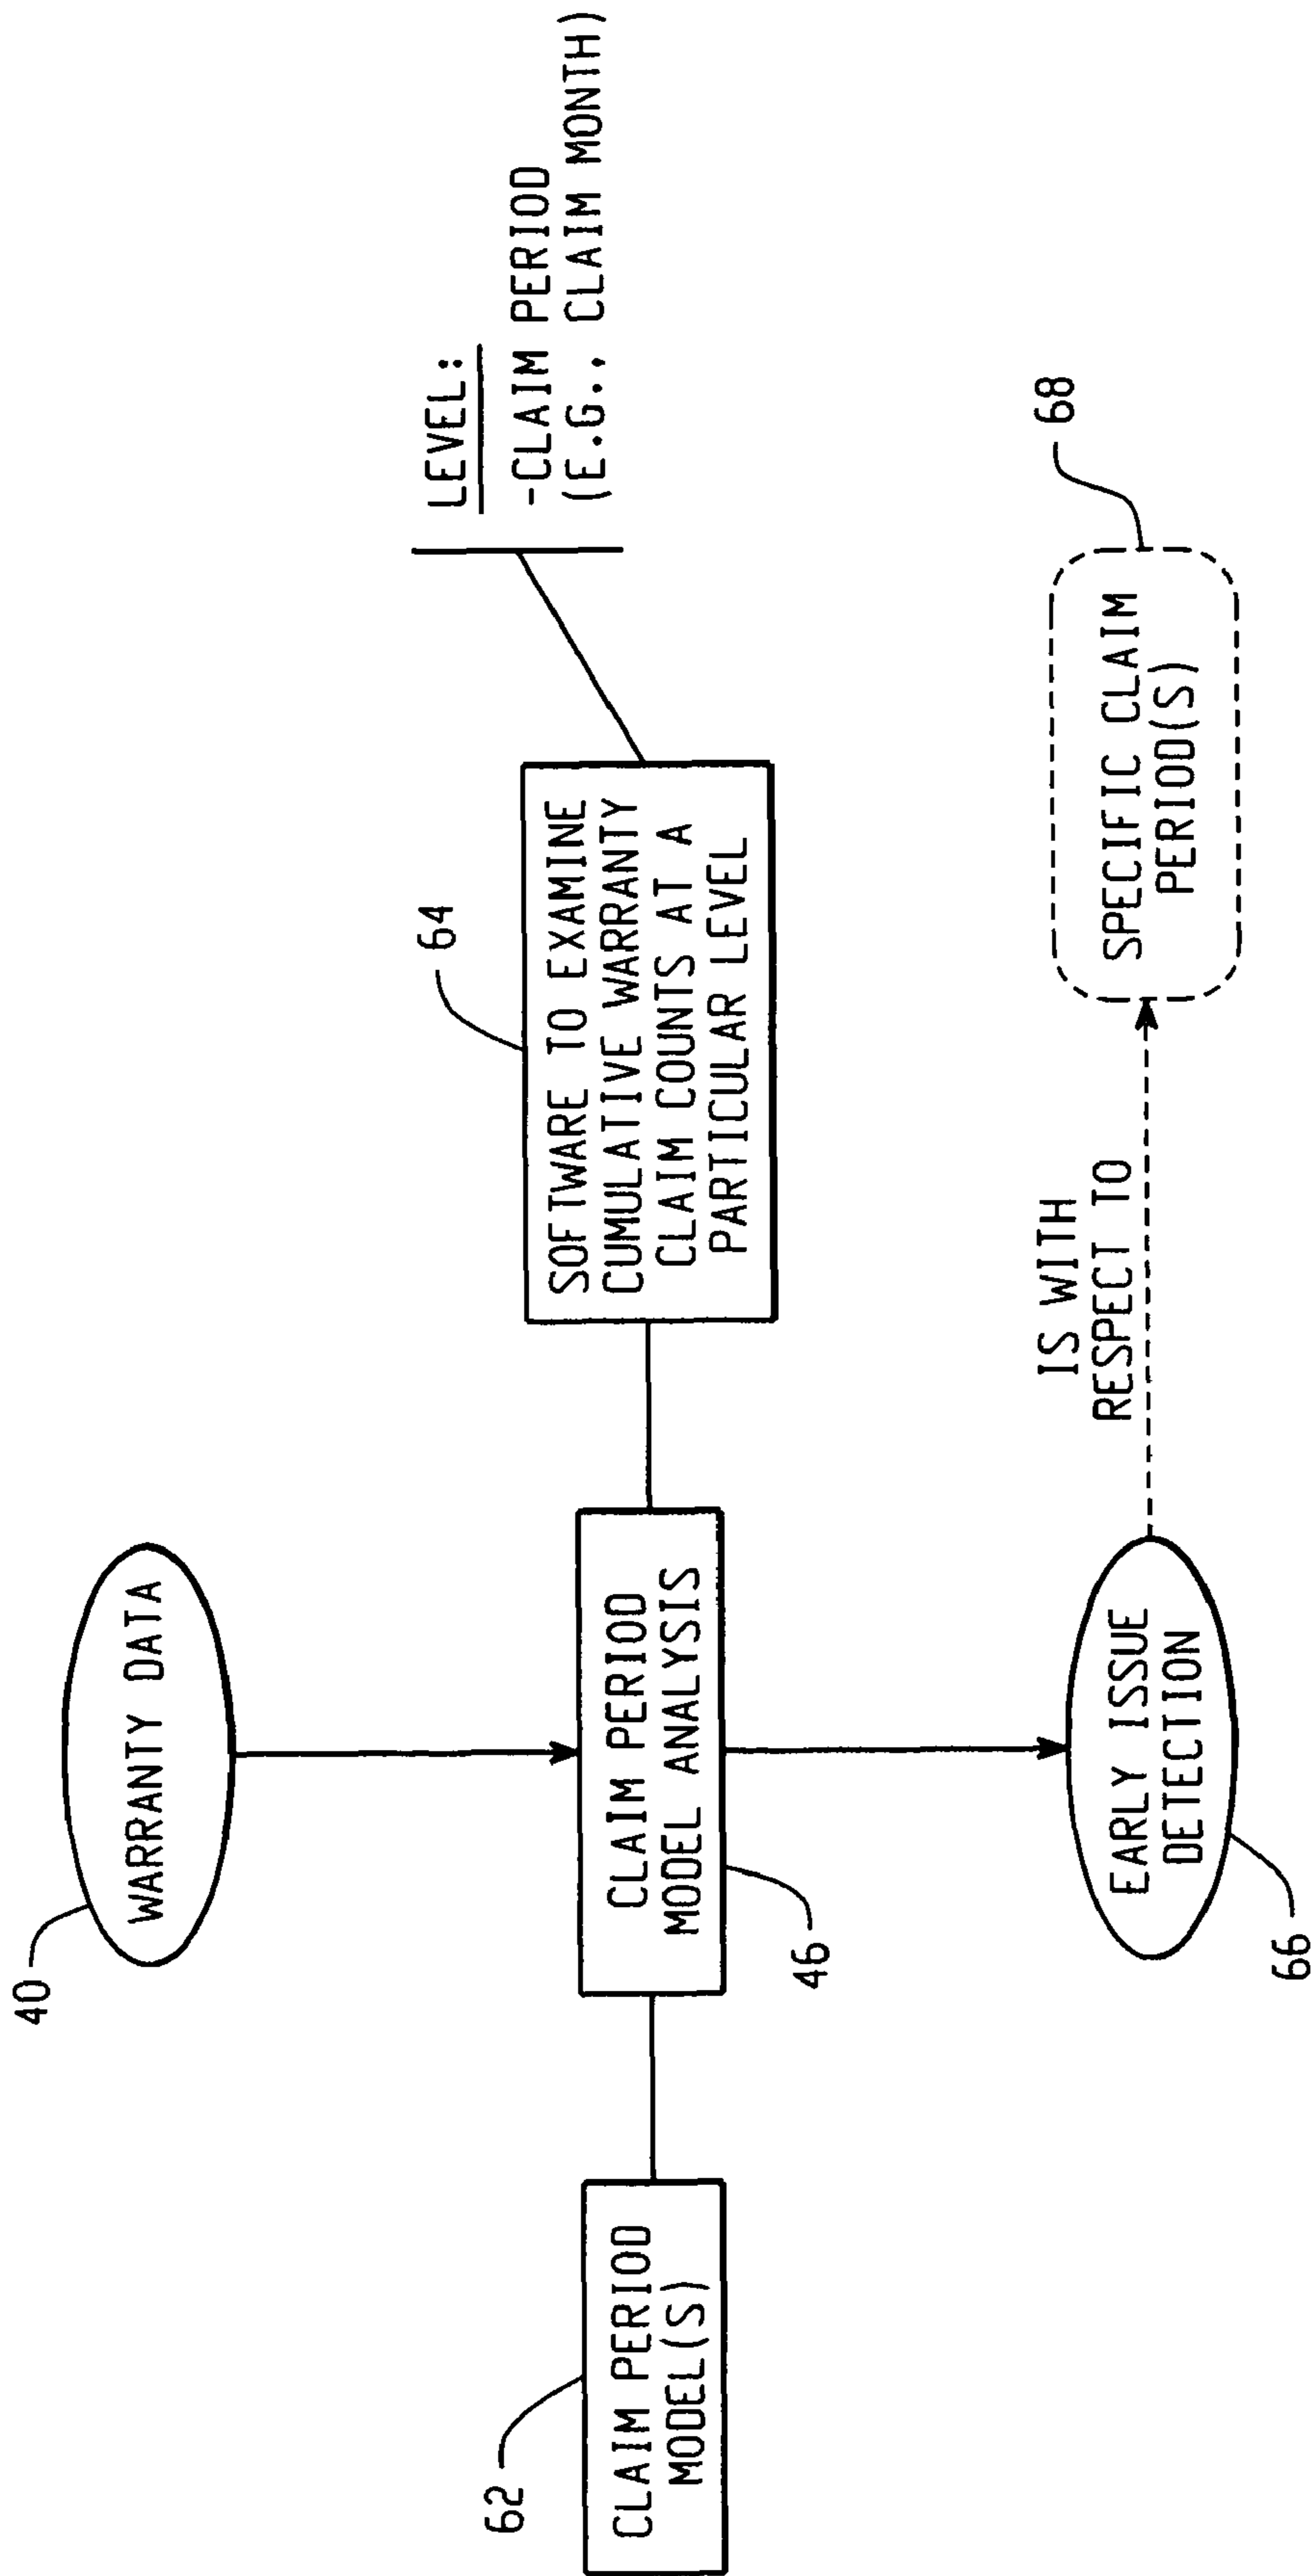 40
WARRANTY DATA
62
CLAIM PERIOD
MODEL(S)
CLAIM PERIOD
MODEL ANALYSIS
46
64
SOFTWARE TO EXAMINE
CUMULATIVE WARRANTY
CLAIM COUNTS AT A
PARTICULAR LEVEL
LEVEL:
-CLAIM PERIOD
(E.G., CLAIM MONTH)
EARLY ISSUE
DETECTION
66
IS WITH
RESPECT TO
SPECIFIC CLAIM
PERIOD(S)
68